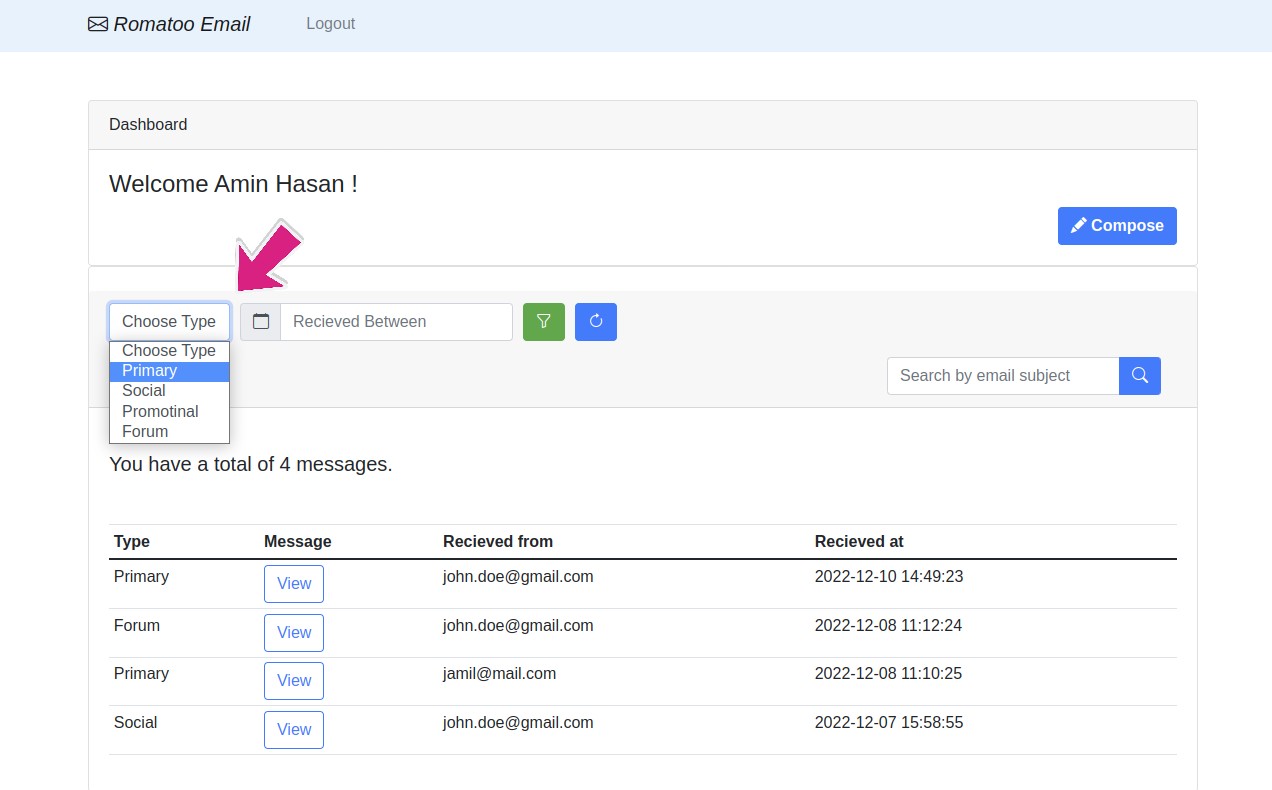 Romatoo Email Logout
Dashboard
Welcome Amin Hasan !
Compose
Choose Type Recieved Between
Choose Type
Primary
Social
Promotinal
Forum
Search by email subject
You have a total of 4 messages.
Type Message Recieved from Recieved at
Primary View john.doe@gmail.com 2022-12-10 14:49:23
Forum View john.doe@gmail.com 2022-12-08 11:12:24
Primary View jamil@mail.com 2022-12-08 11:10:25
Social View john.doe@gmail.com 2022-12-07 15:58:55